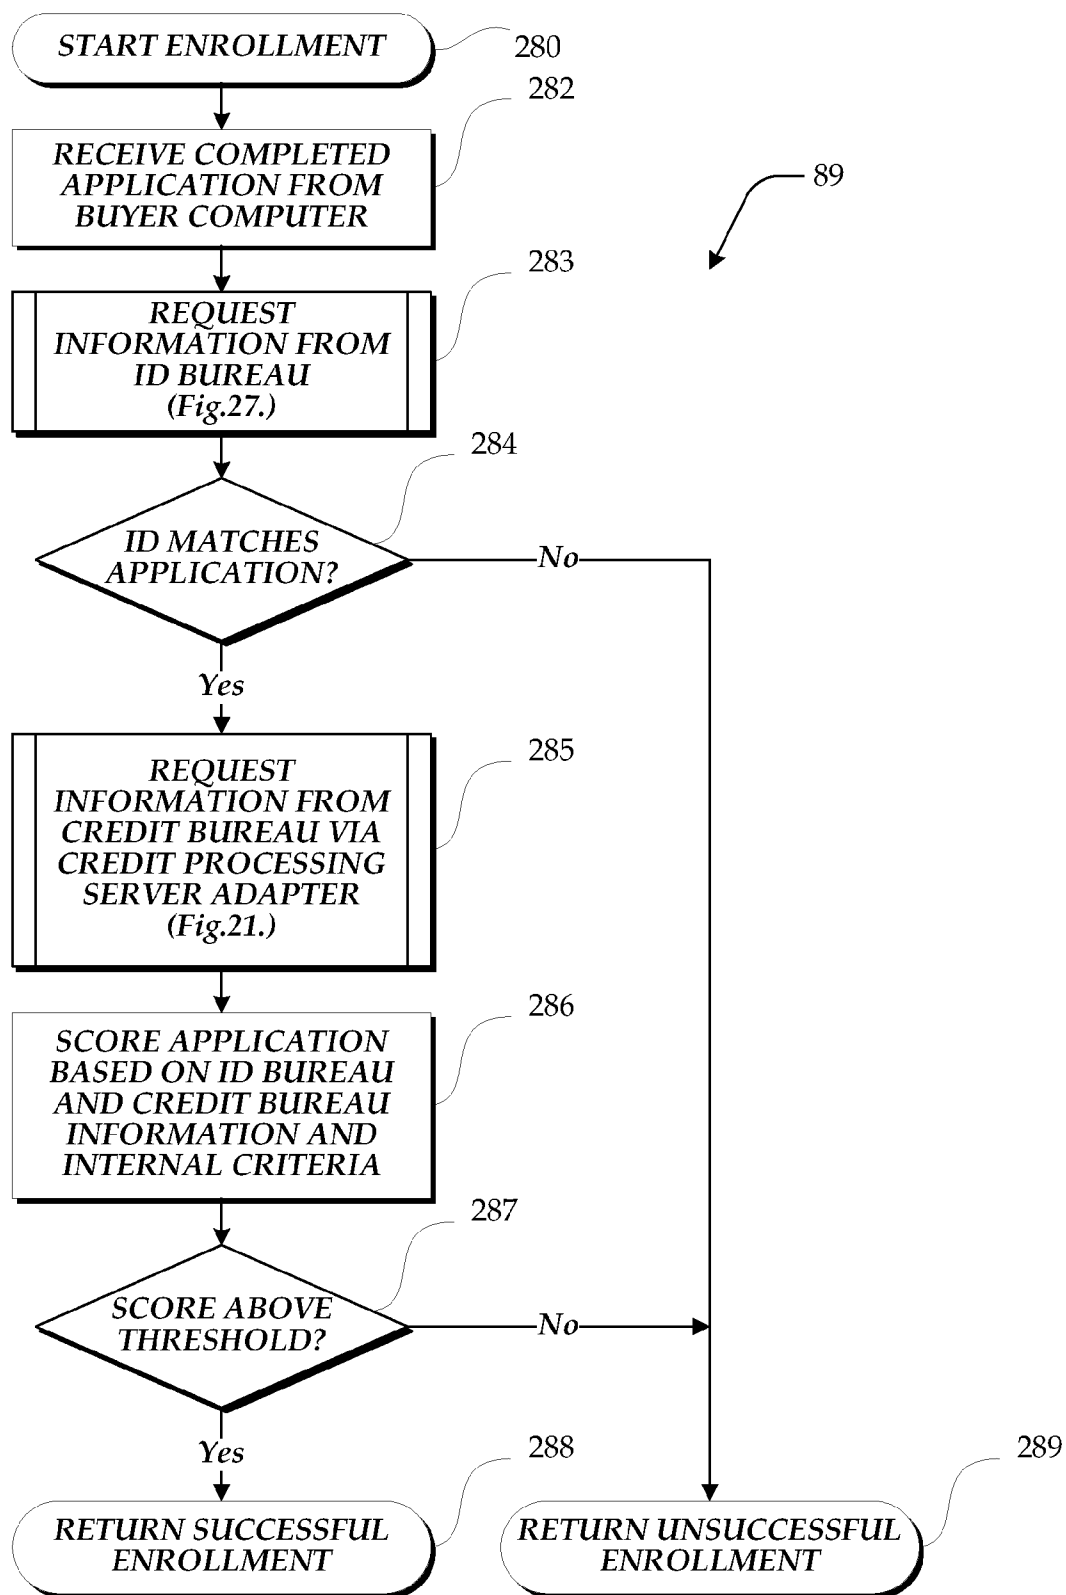 START ENROLLMENT
280
282
RECEIVE COMPLETED
APPLICATION FROM
BUYER COMPUTER
89
283
REQUEST
INFORMATION FROM
ID BUREAU
(Fig.27.)
284
ID MATCHES
APPLICATION?
No
Yes
285
REQUEST
INFORMATION FROM
CREDIT BUREAU VIA
CREDIT PROCESSING
SERVER ADAPTER
(Fig.21.)
286
SCORE APPLICATION
BASED ON ID BUREAU
AND CREDIT BUREAU
INFORMATION AND
INTERNAL CRITERIA
287
SCORE ABOVE
THRESHOLD?
No
Yes
288
289
RETURN SUCCESSFUL
ENROLLMENT
RETURN UNSUCCESSFUL
ENROLLMENT